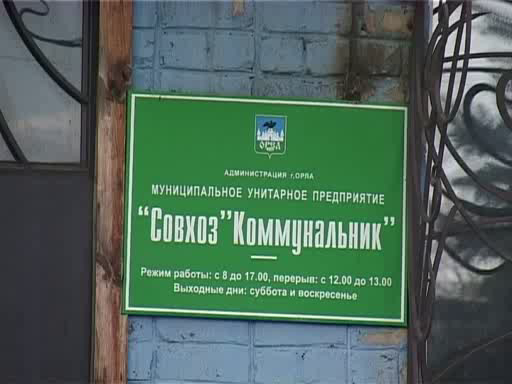 ОРЕЛ
АДМИНИСТРАЦИЯ г.ОРЛА
МУНИЦИПАЛЬНОЕ УНИТАРНОЕ ПРЕДПРИЯТИЕ
“Совхоз”Коммунальник”
Режим работы: с 8 до 17.00, перерыв: с 12.00 до 13.00
Выходные дни: суббота и воскресенье